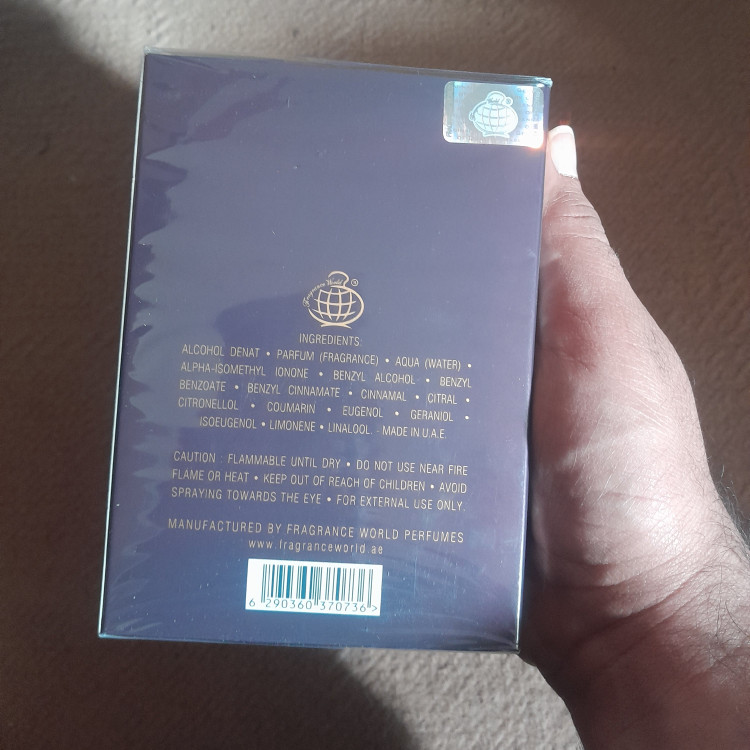 Fragrance World ®
INGREDIENTS:
ALCOHOL DENAT • PARFUM (FRAGRANCE) • AQUA (WATER) •
ALPHA-ISOMETHYL IONONE • BENZYL ALCOHOL • BENZYL
BENZOATE • BENZYL CINNAMATE • CINNAMAL • CITRAL •
CITRONELLOL • COUMARIN • EUGENOL • GERANIOL •
ISOEUGENOL • LIMONENE • LINALOOL. - MADE IN U.A.E.
CAUTION : FLAMMABLE UNTIL DRY • DO NOT USE NEAR FIRE
FLAME OR HEAT • KEEP OUT OF REACH OF CHILDREN • AVOID
SPRAYING TOWARDS THE EYE • FOR EXTERNAL USE ONLY.
MANUFACTURED BY FRAGRANCE WORLD PERFUMES
www.fragranceworld.ae
6 290360 370736 >